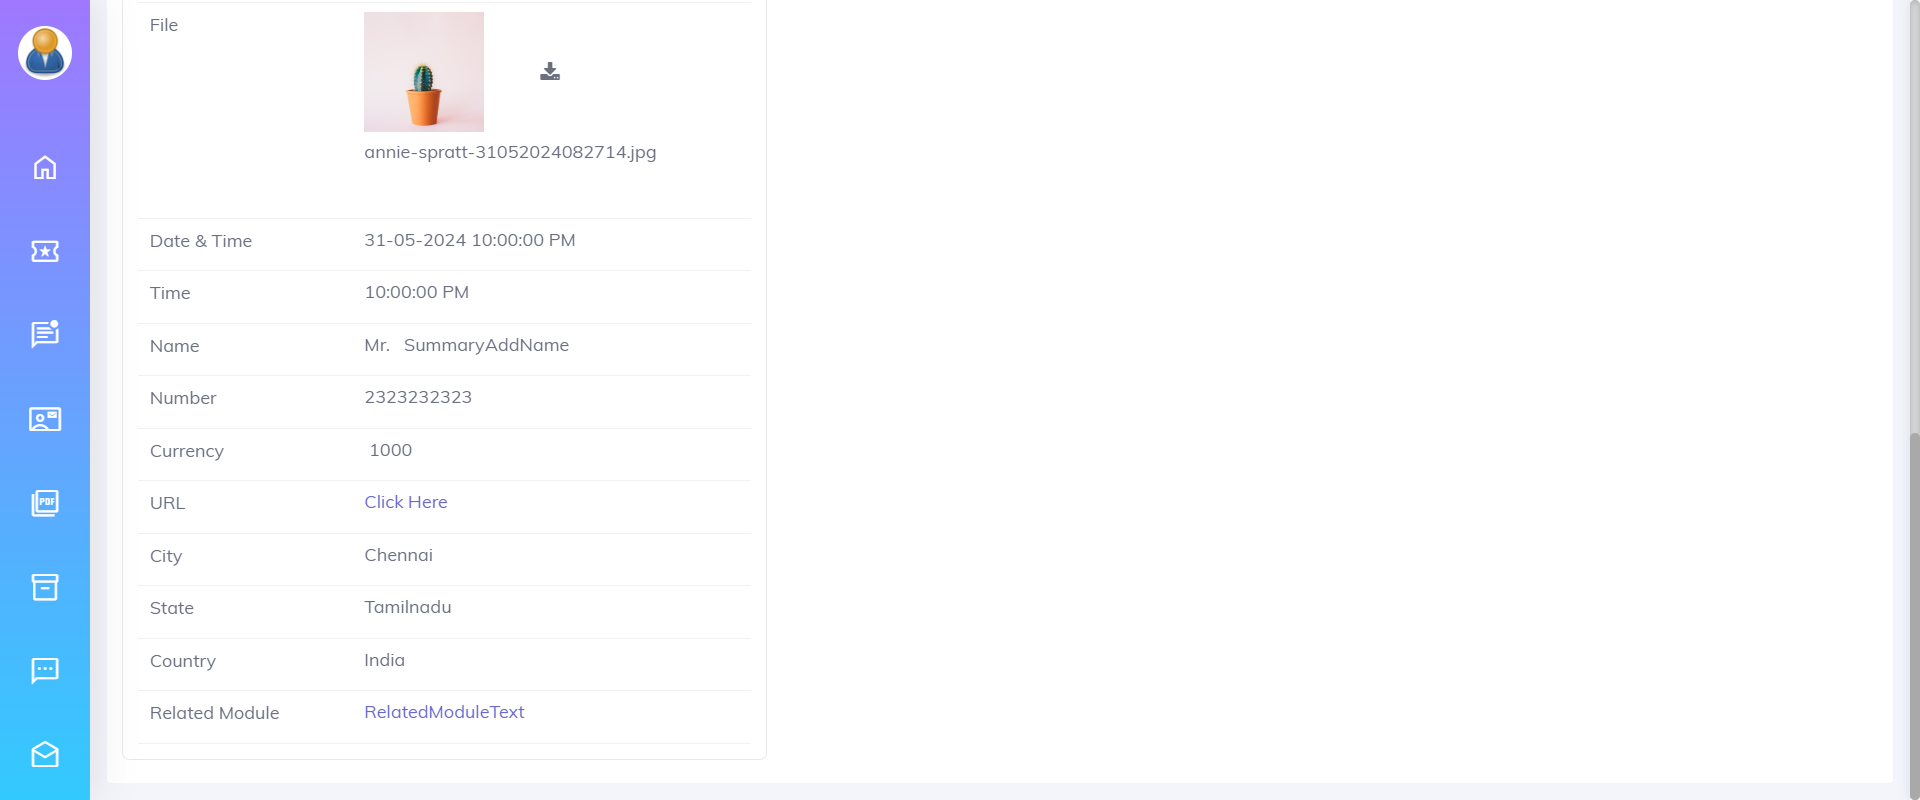 File
annie-spratt-31052024082714.jpg
Date & Time 31-05-2024 10:00:00 PM
Time 10:00:00 PM
Name Mr. SummaryAddName
Number 2323232323
Currency 1000
URL Click Here
PDF
City Chennai
State Tamilnadu
Country India
Related Module RelatedModuleText